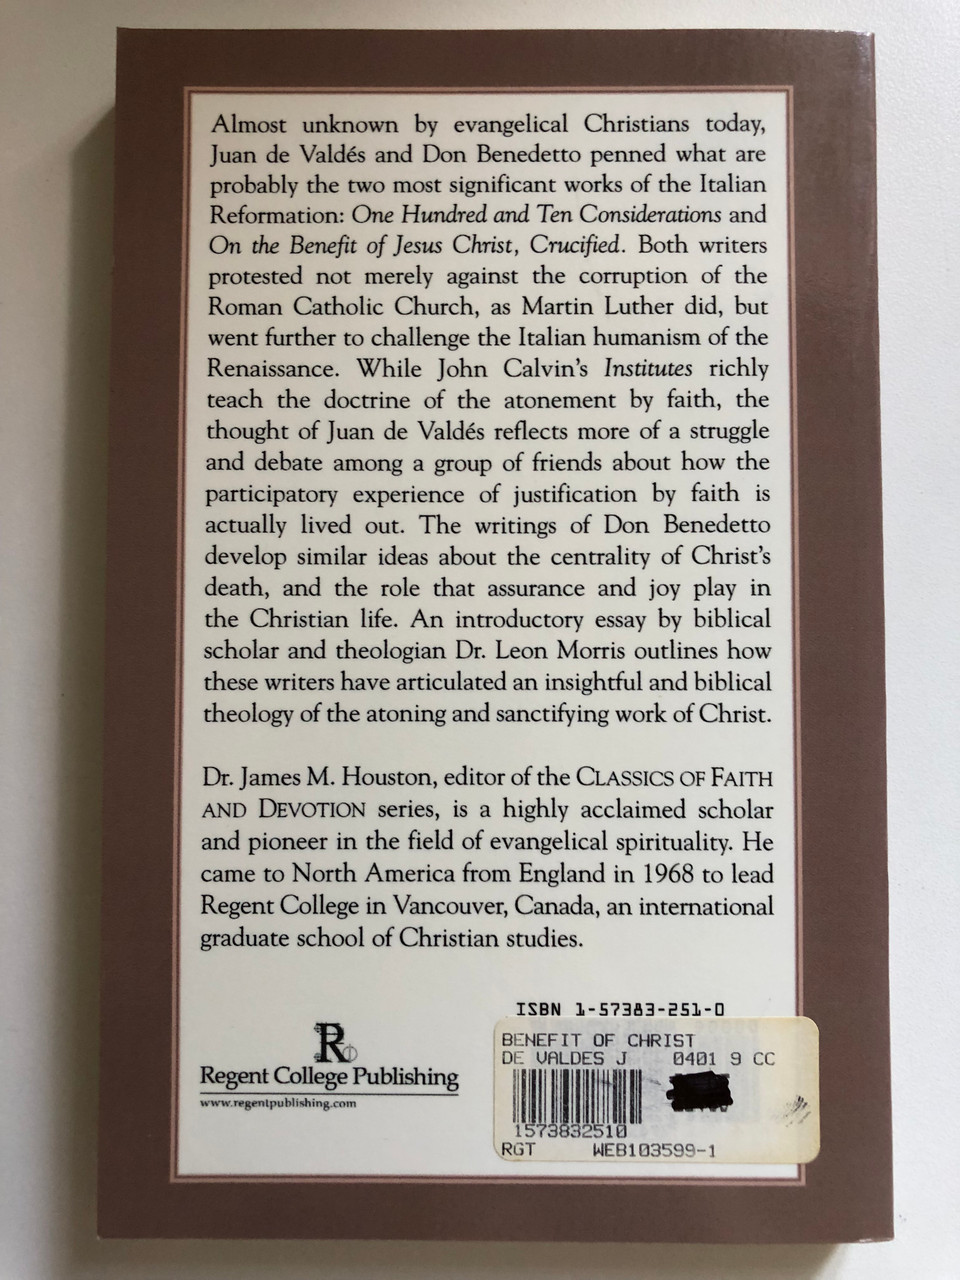 Almost unknown by evangelical Christians today,
Juan de Valdés and Don Benedetto penned what are
probably the two most significant works of the Italian
Reformation: One Hundred and Ten Considerations and
On the Benefit of Jesus Christ, Crucified. Both writers
protested not merely against the corruption of the
Roman Catholic Church, as Martin Luther did, but
went further to challenge the Italian humanism of the
Renaissance. While John Calvin's Institutes richly
teach the doctrine of the atonement by faith, the
thought of Juan de Valdés reflects more of a struggle
and debate among a group of friends about how the
participatory experience of justification by faith is
actually lived out. The writings of Don Benedetto
develop similar ideas about the centrality of Christ's
death, and the role that assurance and joy play in
the Christian life. An introductory essay by biblical
scholar and theologian Dr. Leon Morris outlines how
these writers have articulated an insightful and biblical
theology of the atoning and sanctifying work of Christ.
Dr. James M. Houston, editor of the CLASSICS OF FAITH
AND DEVOTION series, is a highly acclaimed scholar
and pioneer in the field of evangelical spirituality. He
came to North America from England in 1968 to lead
Regent College in Vancouver, Canada, an international
graduate school of Christian studies.
R
Regent College Publishing
www.regentpublishing.com
ISBN 1-57383-251-0
BENEFIT OF CHRIST
DE VALDES J 0401 9 CC
1573832510
RGT WEB103599-1